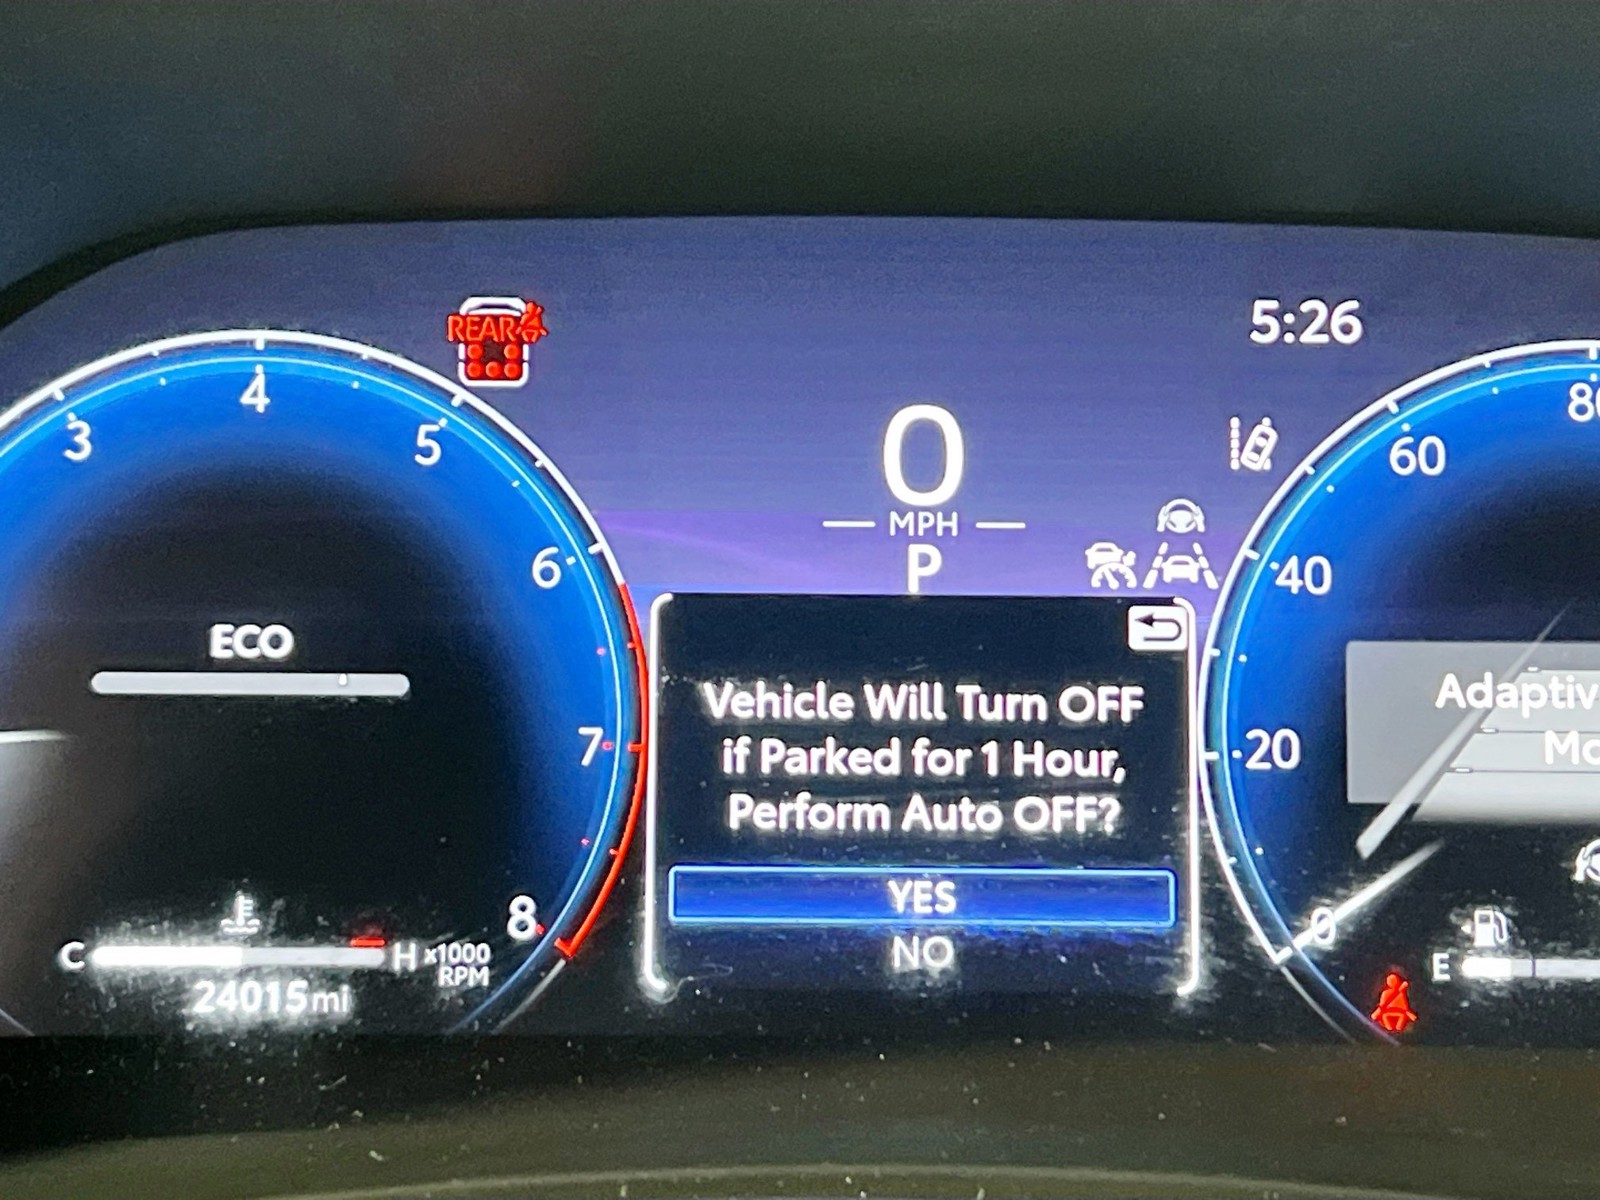 REAR
5:26
3
4
5
6
7
8
ECO
C
H
x1000
RPM
24015mi
0
MPH
P
Vehicle Will Turn OFF
if Parked for 1 Hour,
Perform Auto OFF?
YES
NO
60
40
20
0
E